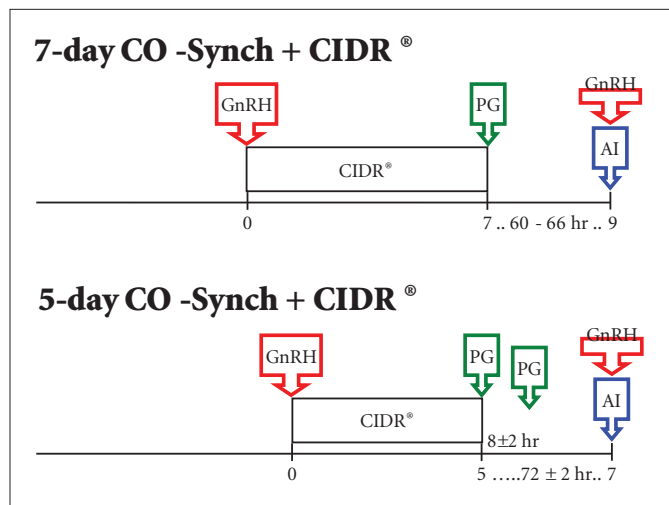 7-day CO -Synch + CIDR ®
GnRH
PG
GnRH
AI
CIDR®
0
7 .. 60 - 66 hr .. 9
5-day CO -Synch + CIDR ®
GnRH
PG
PG
GnRH
AI
CIDR®
8±2 hr
0
5 .....72 ± 2 hr.. 7